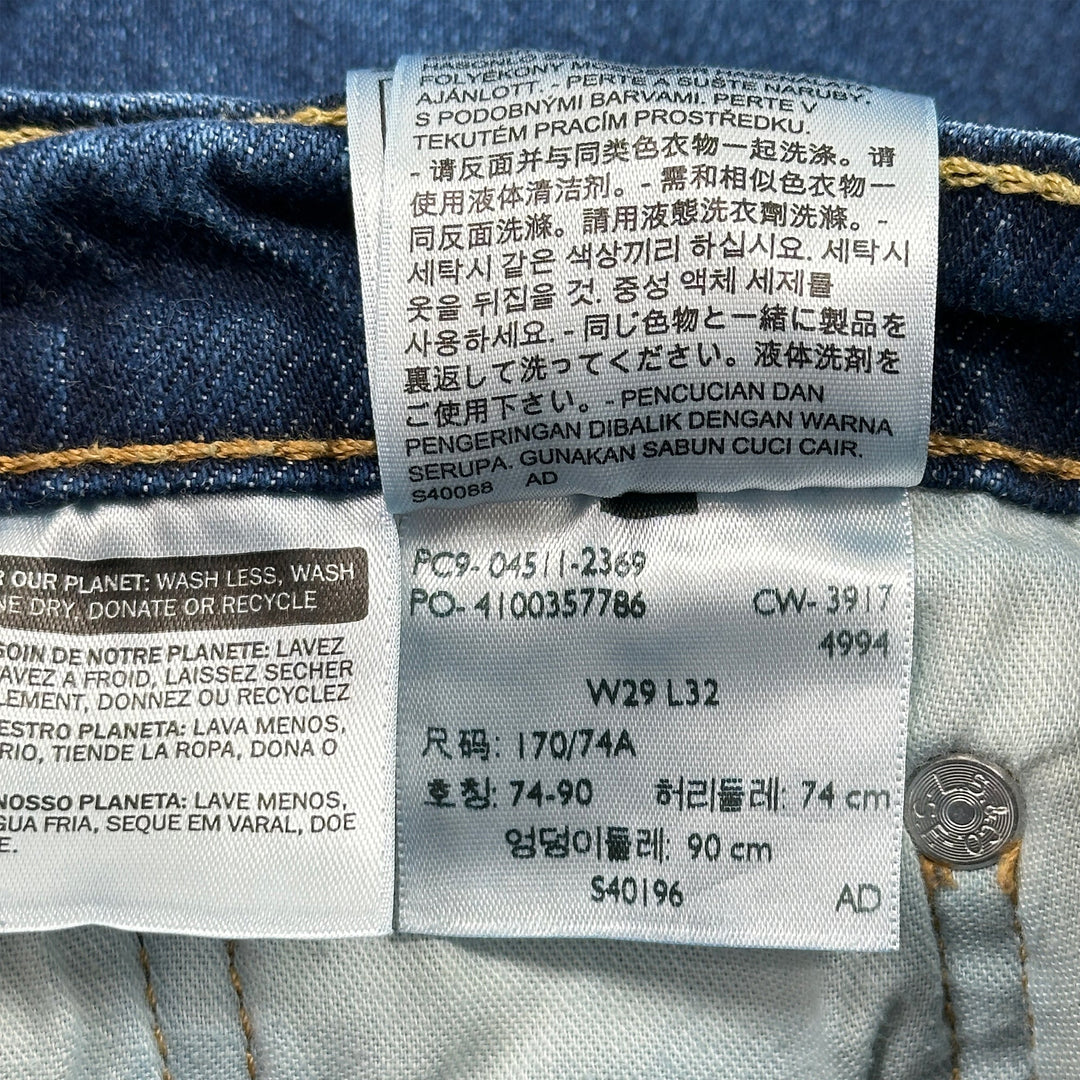 FOLYÉKONY
AJÁNLOTT. - PERTE A SUŠTE NARUBY.
S PODOBNÝMI BARVAMI. PERTE V
TEKUTÉM PRACÍM PROSTŘEDKU.
- 请反面并与同类色衣物一起洗涤。请
使用液体清洁剂。- 需和相似色衣物一
同反面洗滌。請用液態洗衣劑洗滌。-
세탁시 같은 색상끼리 하십시요. 세탁시
옷을 뒤집을 것. 중성 액체 세제를
사용하세요. - 同じ色物と一緒に製品を
裏返して洗ってください。液体洗剤を
ご使用下さい。- PENCUCIAN DAN
PENGERINGAN DIBALIK DENGAN WARNA
SERUPA. GUNAKAN SABUN CUCI CAIR.
S40088 AD
R OUR PLANET: WASH LESS, WASH
NE DRY, DONATE OR RECYCLE
SOIN DE NOTRE PLANETE: LAVEZ
AVEZ A FROID, LAISSEZ SECHER
LEMENT, DONNEZ OU RECYCLEZ
ESTRO PLANETA: LAVA MENOS,
RIO, TIENDE LA ROPA, DONA O
NOSSO PLANETA: LAVE MENOS,
GUA FRIA, SEQUE EM VARAL, DOE
E.
PC9- 04511-2369
PO- 4100357786 CW- 3917
4994
W29 L32
尺码: 170/74A
호칭: 74-90 허리둘레: 74 cm
엉덩이둘레: 90 cm
S40196 AD